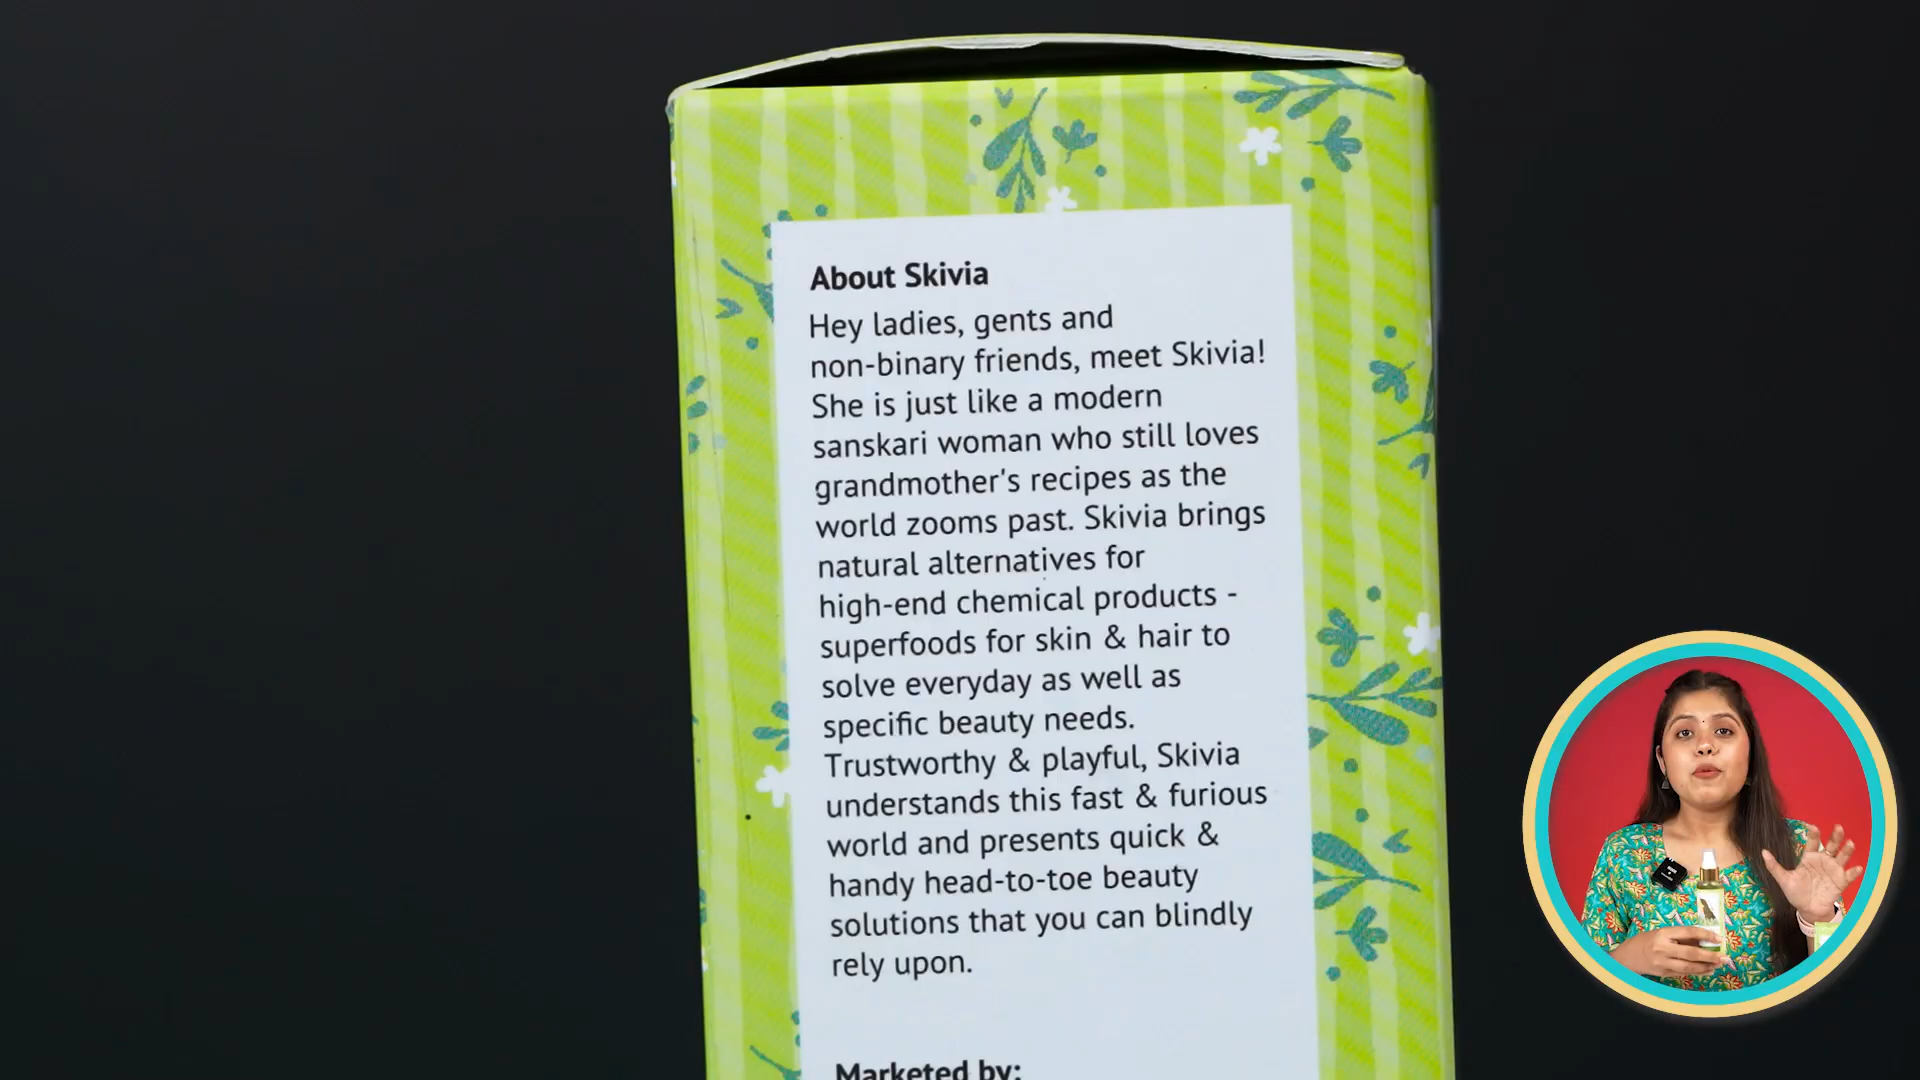 About Skivia
Hey ladies, gents and
non-binary friends, meet Skivia!
She is just like a modern
sanskari woman who still loves
grandmother's recipes as the
world zooms past. Skivia brings
natural alternatives for
high-end chemical products -
superfoods for skin & hair to
solve everyday as well as
specific beauty needs.
Trustworthy & playful, Skivia
understands this fast & furious
world and presents quick &
handy head-to-toe beauty
solutions that you can blindly
rely upon.
Marketed by: